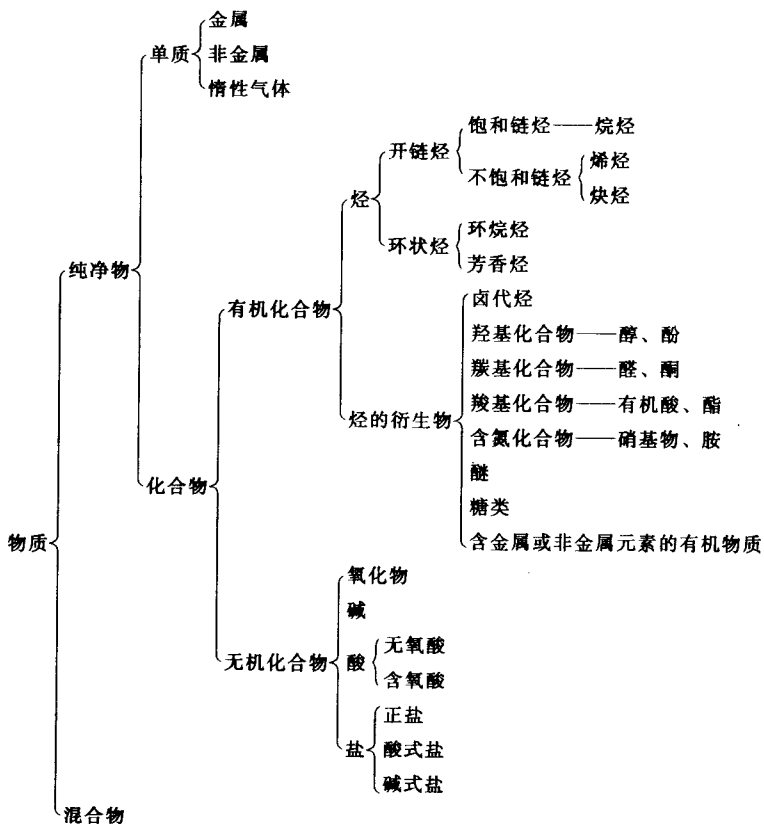 金属
单质
非金属
惰性气体
饱和链烃——烷烃
开链烃
烯烃
不饱和链烃
炔烃
烃
环烷烃
环状烃
芳香烃
纯净物
卤代烃
有机化合物
羟基化合物——醇、酚
羰基化合物——醛、酮
羧基化合物——有机酸、酯
烃的衍生物
含氮化合物——硝基物、胺
醚
化合物
糖类
物质
含金属或非金属元素的有机物质
氧化物
碱
无氧酸
无机化合物
酸
含氧酸
正盐
盐
酸式盐
碱式盐
混合物